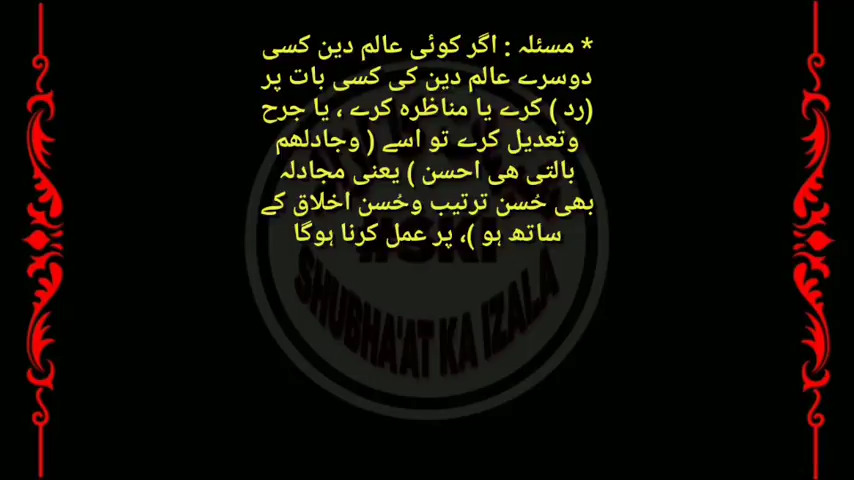 * مسئلہ : اگر کوئی عالم دین کسی
دوسرے عالم دین کی کسی بات پر
(رد ) کرے یا مناظرہ کرے ، یا جرح
وتعدیل کرے تو اسے ( وجادلھم
بالتی ھی احسن ) یعنی مجادلہ
بھی حُسن ترتیب وحُسن اخلاق کے
ساتھ ہو )، پر عمل کرنا ہوگا
#SKI
SHUBHA'AT KA IZALA